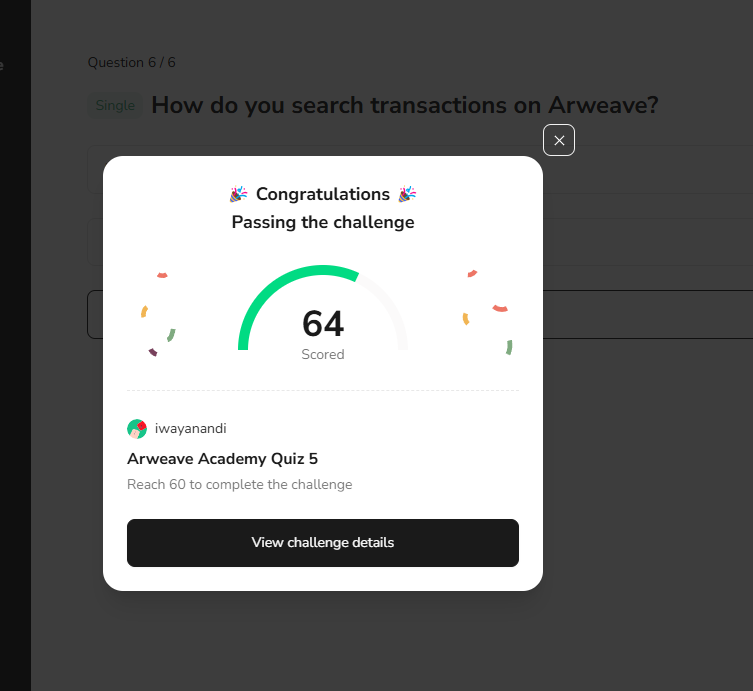 Question 6 / 6
Single How do you search transactions on Arweave?
Congratulations
Passing the challenge
64
Scored
iwayanandi
Arweave Academy Quiz 5
Reach 60 to complete the challenge
View challenge details